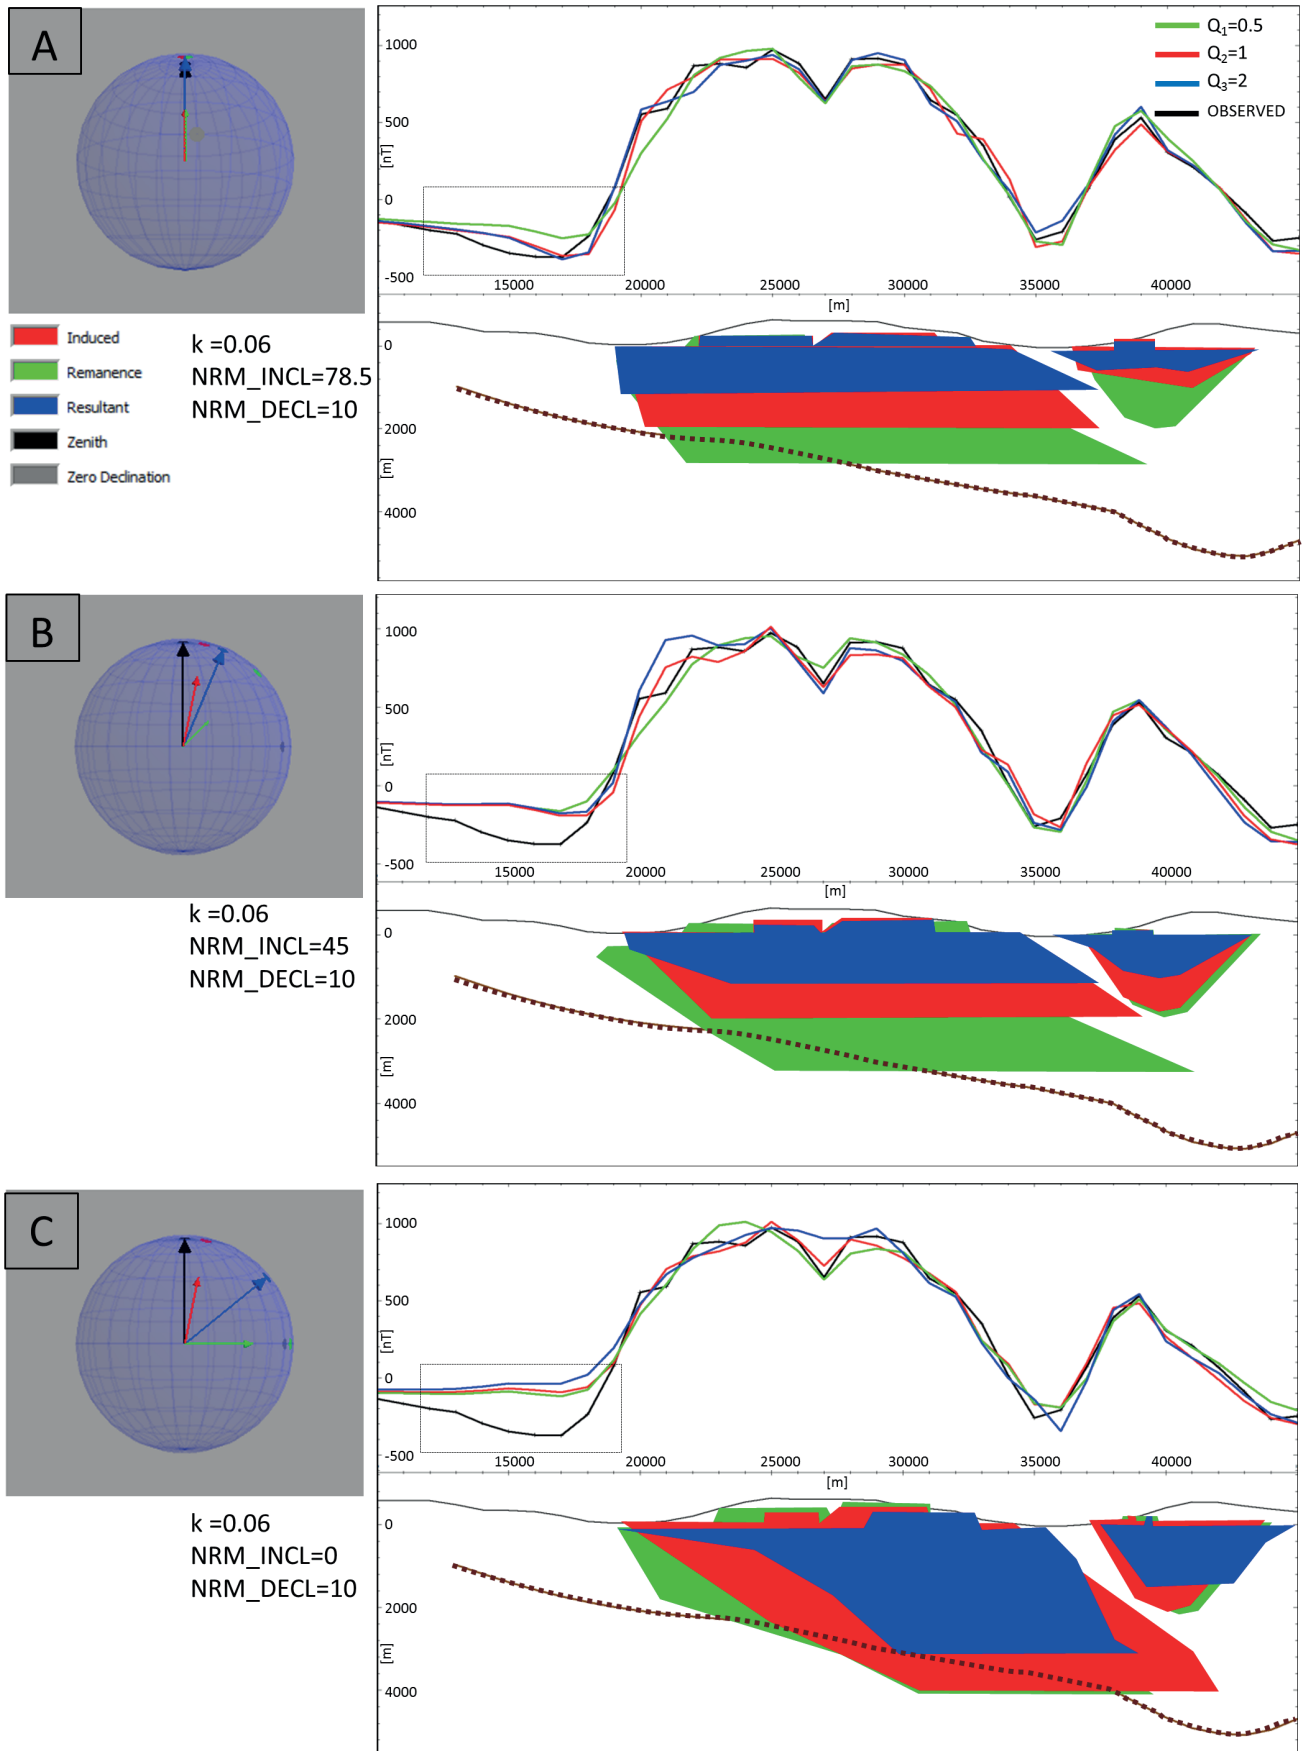 A
1000
500
[nT]
0
-500
15000
20000
25000
30000
35000
40000
[m]
Q1=0.5
Q2=1
Q3=2
OBSERVED
Induced
Remanence
Resultant
Zenith
Zero Declination
k =0.06
NRM_INCL=78.5
NRM_DECL=10
0
2000
[m]
4000
B
1000
500
[nT]
0
-500
15000
20000
25000
30000
35000
40000
[m]
k =0.06
NRM_INCL=45
NRM_DECL=10
0
2000
[m]
4000
C
1000
500
[nT]
0
-500
15000
20000
25000
30000
35000
40000
[m]
k =0.06
NRM_INCL=0
NRM_DECL=10
0
2000
[m]
4000